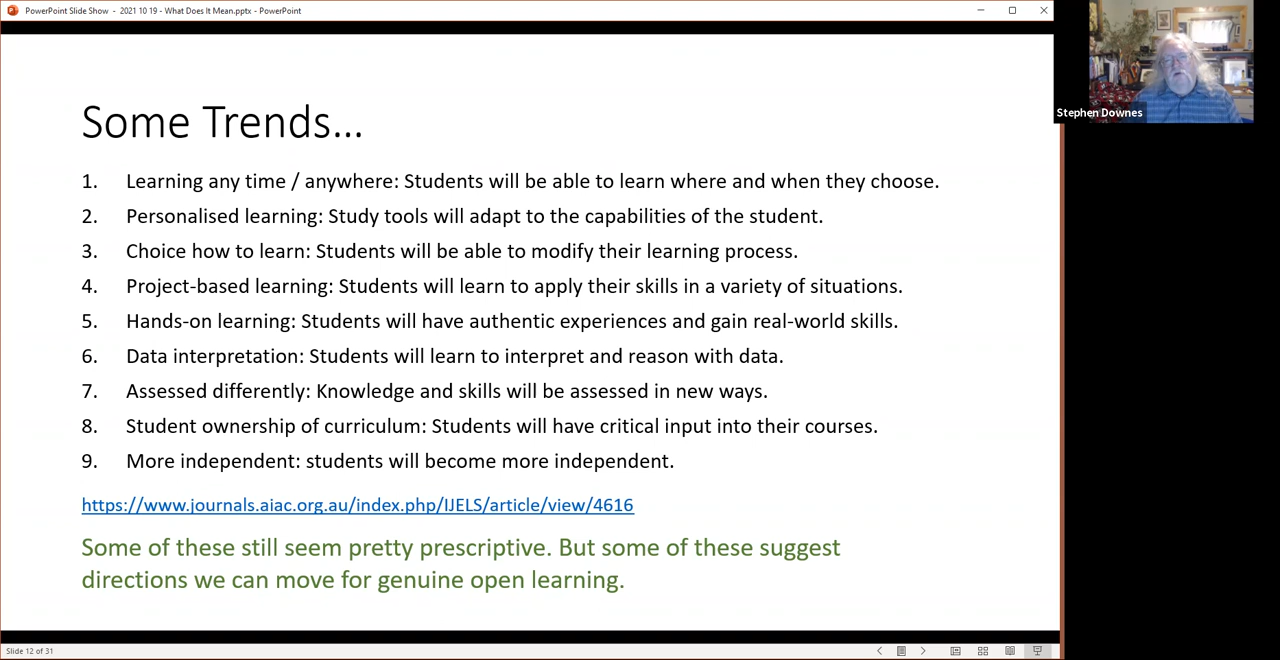 PowerPoint Slide Show - 2021 10 19 - What Does It Mean.pptx - PowerPoint
Stephen Downes
Some Trends...
1. Learning any time / anywhere: Students will be able to learn where and when they choose.
2. Personalised learning: Study tools will adapt to the capabilities of the student.
3. Choice how to learn: Students will be able to modify their learning process.
4. Project-based learning: Students will learn to apply their skills in a variety of situations.
5. Hands-on learning: Students will have authentic experiences and gain real-world skills.
6. Data interpretation: Students will learn to interpret and reason with data.
7. Assessed differently: Knowledge and skills will be assessed in new ways.
8. Student ownership of curriculum: Students will have critical input into their courses.
9. More independent: students will become more independent.
https://www.journals.aiac.org.au/index.php/IJELS/article/view/4616
Some of these still seem pretty prescriptive. But some of these suggest
directions we can move for genuine open learning.
Slide 12 of 31